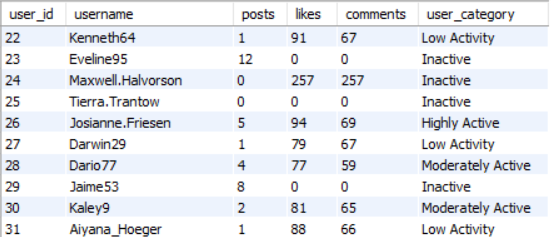 user_id username posts likes comments user_category
22 Kenneth64 1 91 67 Low Activity
23 Eveline95 12 0 0 Inactive
24 Maxwell.Halvorson 0 257 257 Inactive
25 Tierra.Trantow 0 0 0 Inactive
26 Josianne.Friesen 5 94 69 Highly Active
27 Darwin29 1 79 67 Low Activity
28 Dario77 4 77 59 Moderately Active
29 Jaime53 8 0 0 Inactive
30 Kaley9 2 81 65 Moderately Active
31 Aiyana_Hoeger 1 88 66 Low Activity